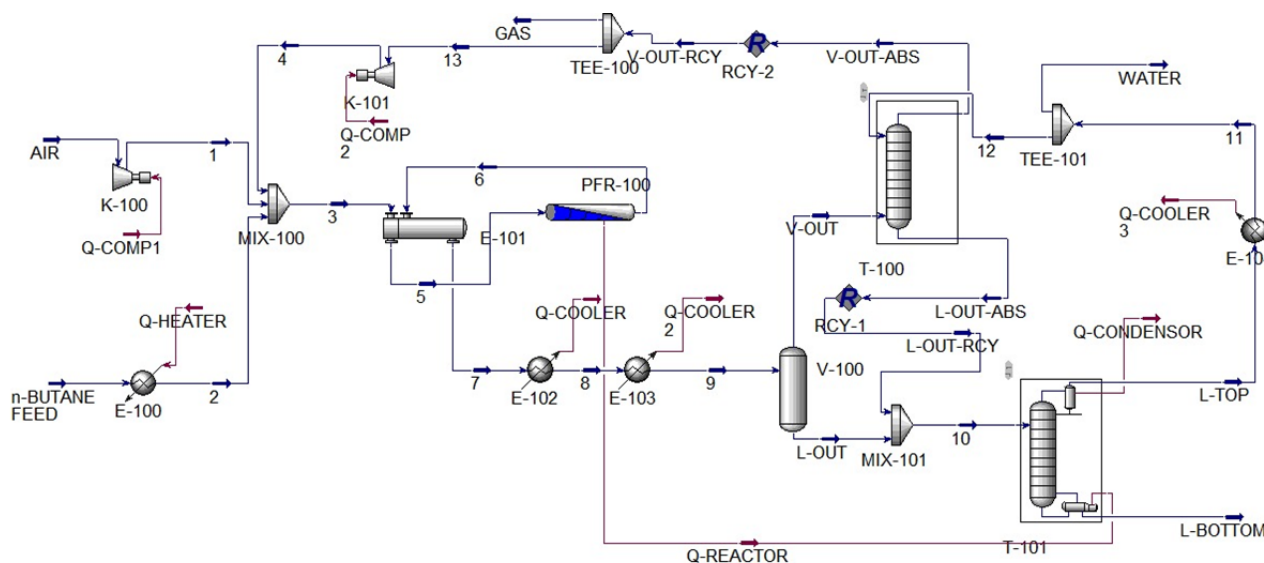 GAS
4
13
TEE-100
V-OUT-RCY
R
RCY-2
V-OUT-ABS
WATER
K-101
Q-COMP
2
AIR
1
K-100
Q-COMP1
MIX-100
3
6
PFR-100
E-101
5
12
TEE-101
11
Q-COOLER
3
V-OUT
T-100
R
RCY-1
L-OUT-ABS
L-OUT-RCY
Q-CONDENSOR
Q-HEATER
n-BUTANE
FEED
E-100
2
7
Q-COOLER
E-102
8
Q-COOLER
2
E-103
9
V-100
L-OUT
MIX-101
10
L-TOP
T-101
L-BOTTOM
Q-REACTOR